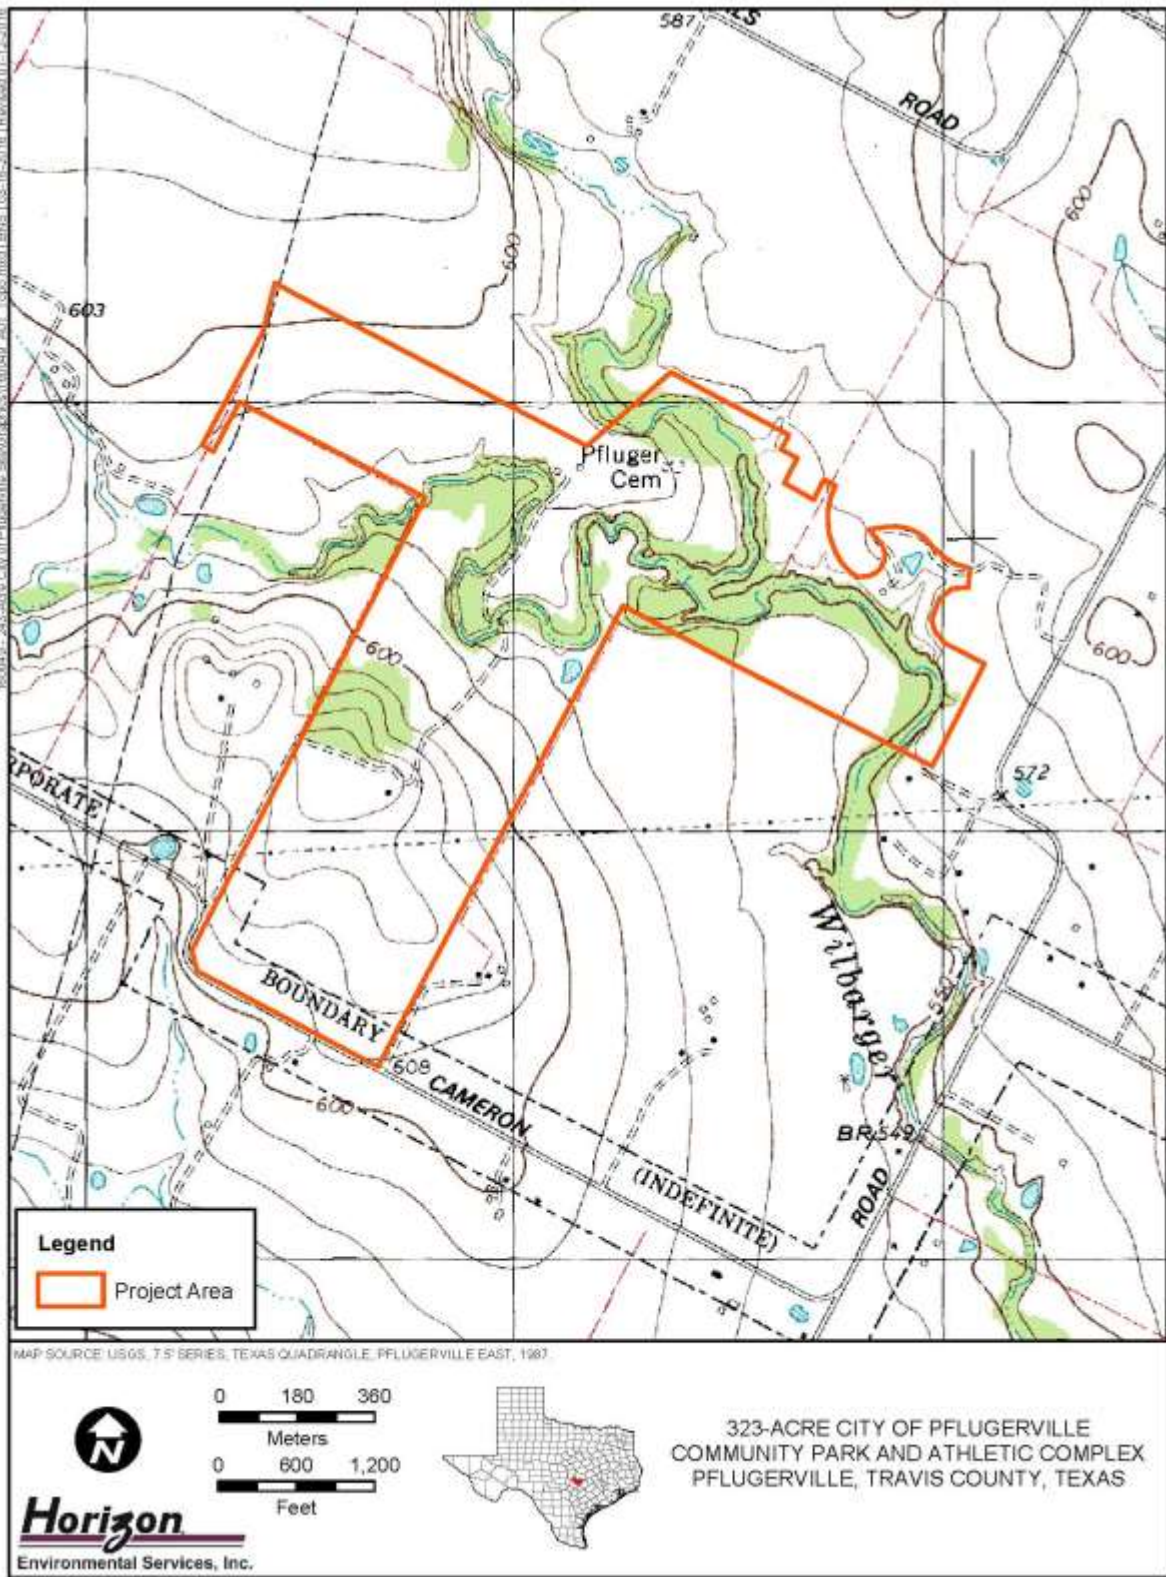 587
ROAD
600
603
600
Pfluger
Cem
600
600
572
CORPORATE
BOUNDARY
Wilbarger
608
CAMERON
600
BR 549
(INDEFINITE)
ROAD
Legend
Project Area
MAP SOURCE: USGS, 7.5' SERIES, TEXAS QUADRANGLE, PFLUGERVILLE EAST, 1987.
N
0 180 360
Meters
0 600 1,200
Feet
Horizon
Environmental Services, Inc.
323-ACRE CITY OF PFLUGERVILLE
COMMUNITY PARK AND ATHLETIC COMPLEX
PFLUGERVILLE, TRAVIS COUNTY, TEXAS